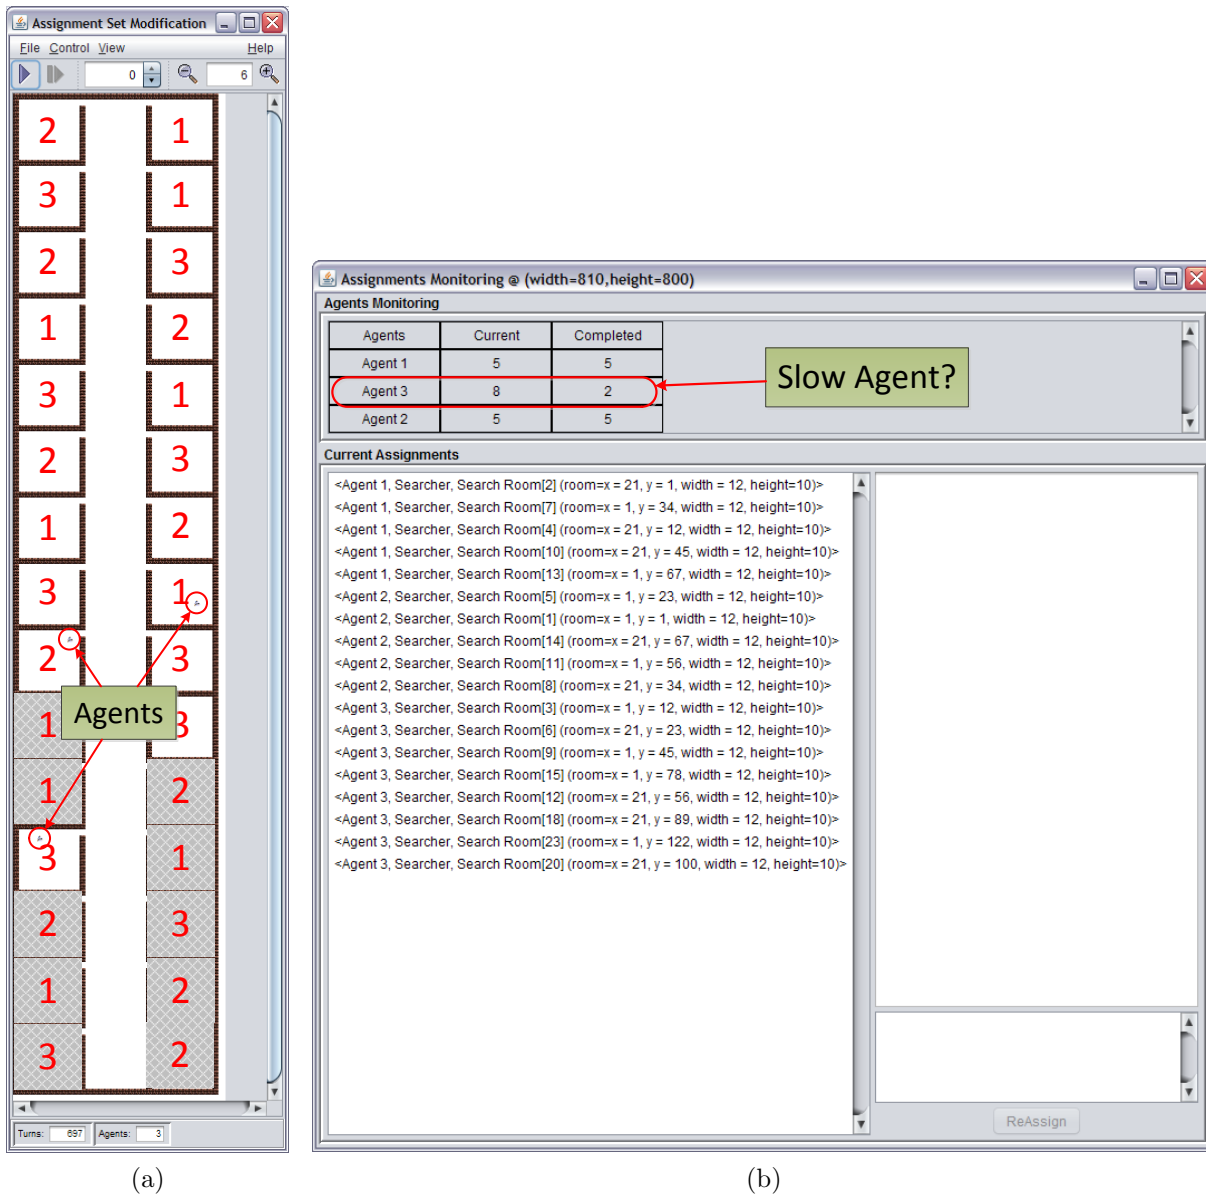 Assignment Set Modification
File Control View Help
0 6
2 1
3 1
2 3
1 2
3 1
2 3
1 2
3 1
2 3
1 3
Agents
1 2
3 1
2 3
1 2
3 2
Turns: 697 Agents: 3
(a)
Assignments Monitoring @ (width=810,height=800)
Agents Monitoring
Agents Current Completed
Agent 1 5 5
Agent 3 8 2
Agent 2 5 5
Slow Agent?
Current Assignments
<Agent 1, Searcher, Search Room[2] (room=x = 21, y = 1, width = 12, height=10)>
<Agent 1, Searcher, Search Room[7] (room=x = 1, y = 34, width = 12, height=10)>
<Agent 1, Searcher, Search Room[4] (room=x = 21, y = 12, width = 12, height=10)>
<Agent 1, Searcher, Search Room[10] (room=x = 21, y = 45, width = 12, height=10)>
<Agent 1, Searcher, Search Room[13] (room=x = 1, y = 67, width = 12, height=10)>
<Agent 2, Searcher, Search Room[5] (room=x = 1, y = 23, width = 12, height=10)>
<Agent 2, Searcher, Search Room[1] (room=x = 1, y = 1, width = 12, height=10)>
<Agent 2, Searcher, Search Room[14] (room=x = 21, y = 67, width = 12, height=10)>
<Agent 2, Searcher, Search Room[11] (room=x = 1, y = 56, width = 12, height=10)>
<Agent 2, Searcher, Search Room[8] (room=x = 21, y = 34, width = 12, height=10)>
<Agent 3, Searcher, Search Room[3] (room=x = 1, y = 12, width = 12, height=10)>
<Agent 3, Searcher, Search Room[6] (room=x = 21, y = 23, width = 12, height=10)>
<Agent 3, Searcher, Search Room[9] (room=x = 1, y = 45, width = 12, height=10)>
<Agent 3, Searcher, Search Room[15] (room=x = 1, y = 78, width = 12, height=10)>
<Agent 3, Searcher, Search Room[12] (room=x = 21, y = 56, width = 12, height=10)>
<Agent 3, Searcher, Search Room[18] (room=x = 21, y = 89, width = 12, height=10)>
<Agent 3, Searcher, Search Room[23] (room=x = 1, y = 122, width = 12, height=10)>
<Agent 3, Searcher, Search Room[20] (room=x = 21, y = 100, width = 12, height=10)>
ReAssign
(b)